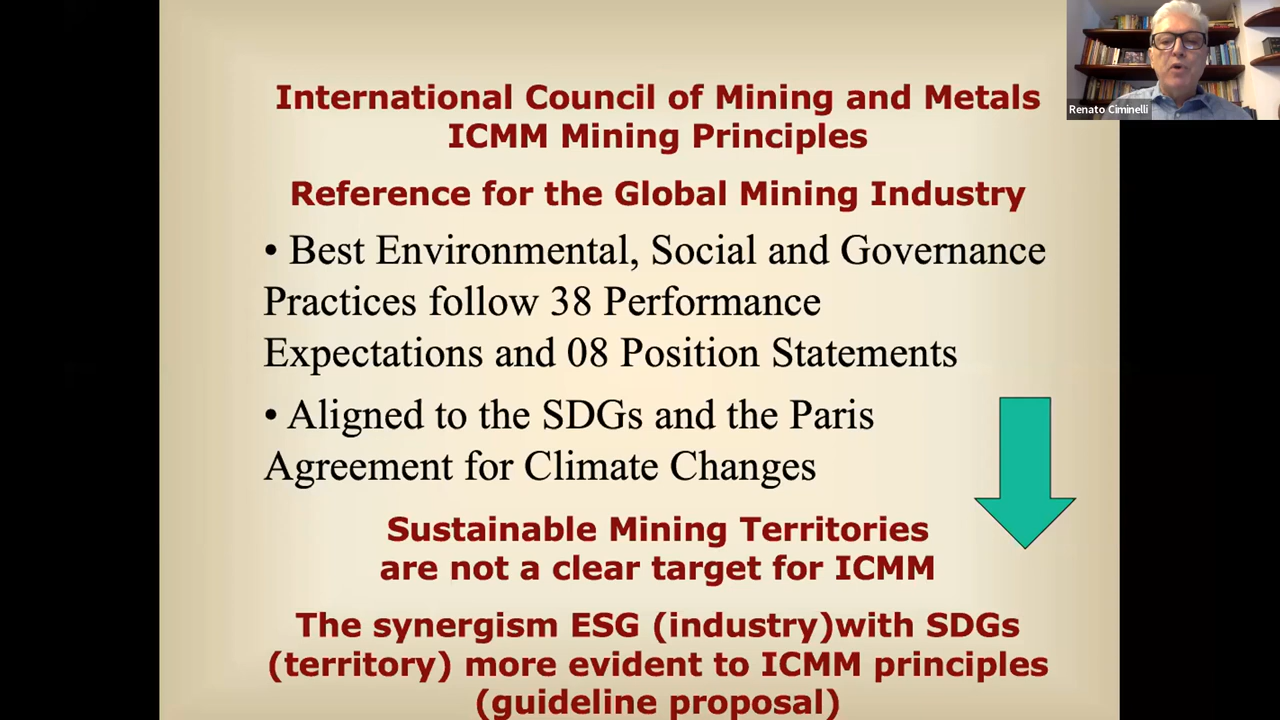 International Council of Mining and Metals
ICMM Mining Principles
Reference for the Global Mining Industry
• Best Environmental, Social and Governance
Practices follow 38 Performance
Expectations and 08 Position Statements
• Aligned to the SDGs and the Paris
Agreement for Climate Changes
Sustainable Mining Territories
are not a clear target for ICMM
The synergism ESG (industry)with SDGs
(territory) more evident to ICMM principles
(guideline proposal)
Renato Ciminelli